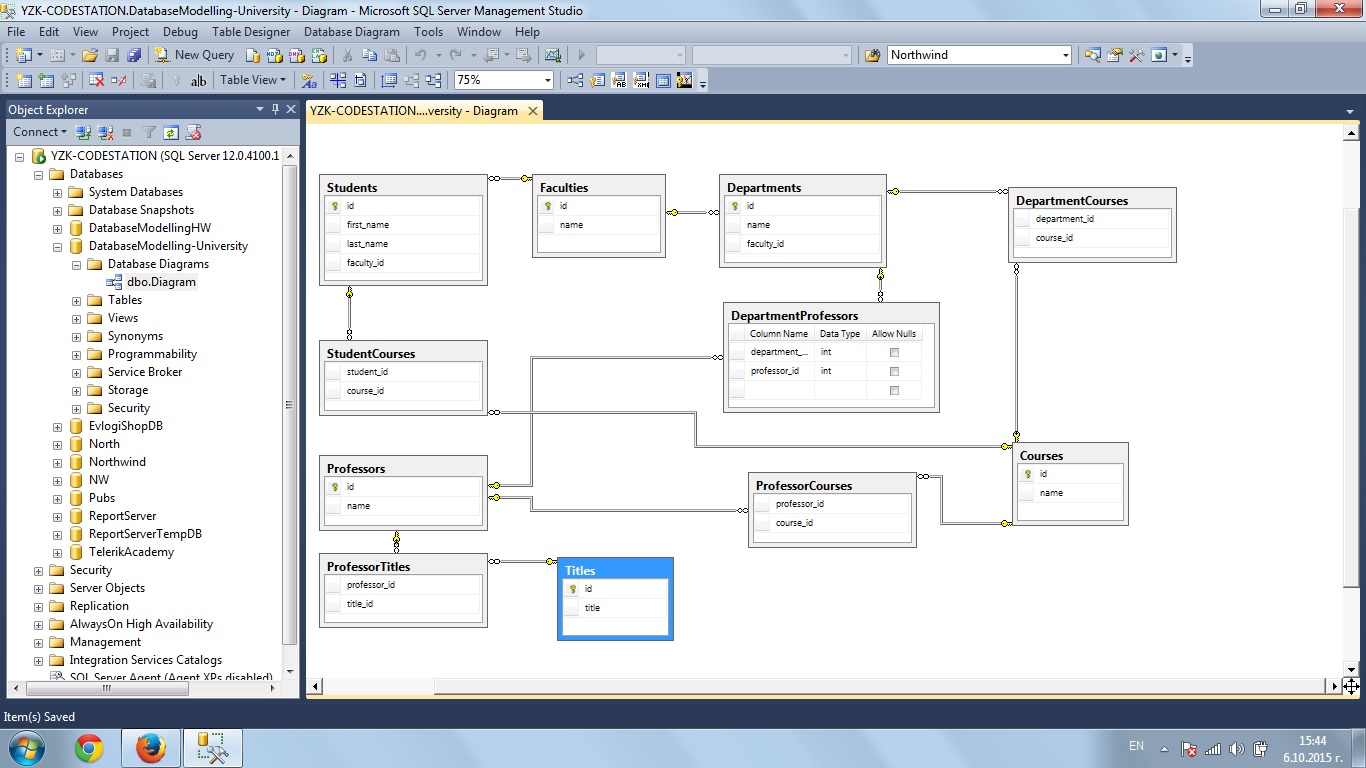 YZK-CODESTATION.DatabaseModelling-University - Diagram - Microsoft SQL Server Management Studio
File Edit View Project Debug Table Designer Database Diagram Tools Window Help
New Query Northwind
Table View 75%
Object Explorer
Connect
YZK-CODESTATION (SQL Server 12.0.4100.1
Databases
System Databases
Database Snapshots
DatabaseModellingHW
DatabaseModelling-University
Database Diagrams
dbo.Diagram
Tables
Views
Synonyms
Programmability
Service Broker
Storage
Security
EvlogiShopDB
North
Northwind
NW
Pubs
ReportServer
ReportServerTempDB
TelerikAcademy
Security
Server Objects
Replication
AlwaysOn High Availability
Management
Integration Services Catalogs
SQL Server Agent (Agent XPs disabled)
YZK-CODESTATION....versity - Diagram
Students
id
first_name
last_name
faculty_id
Faculties
id
name
Departments
id
name
faculty_id
DepartmentCourses
department_id
course_id
DepartmentProfessors
Column Name Data Type Allow Nulls
department_... int
professor_id int
StudentCourses
student_id
course_id
Professors
id
name
ProfessorCourses
professor_id
course_id
Courses
id
name
ProfessorTitles
professor_id
title_id
Titles
id
title
Item(s) Saved
EN
15:44
6.10.2015 г.